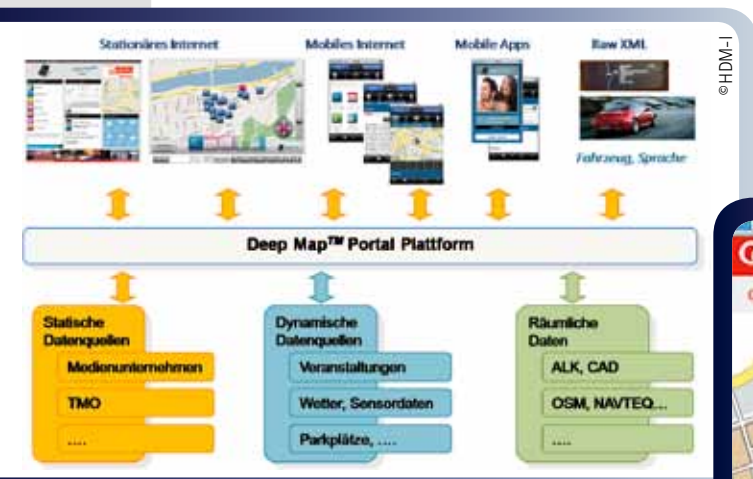 Stationäres Internet
Mobiles Internet
Mobile Apps
Raw XML
©HDM-I
Fahrzeug, Sprache
Deep Map™ Portal Plattform
Statische
Datenquellen
Medienunternehmen
TMO
....
Dynamische
Datenquellen
Veranstaltungen
Wetter, Sensordaten
Parkplätze, ....
Räumliche
Daten
ALK, CAD
OSM, NAVTEQ...
....